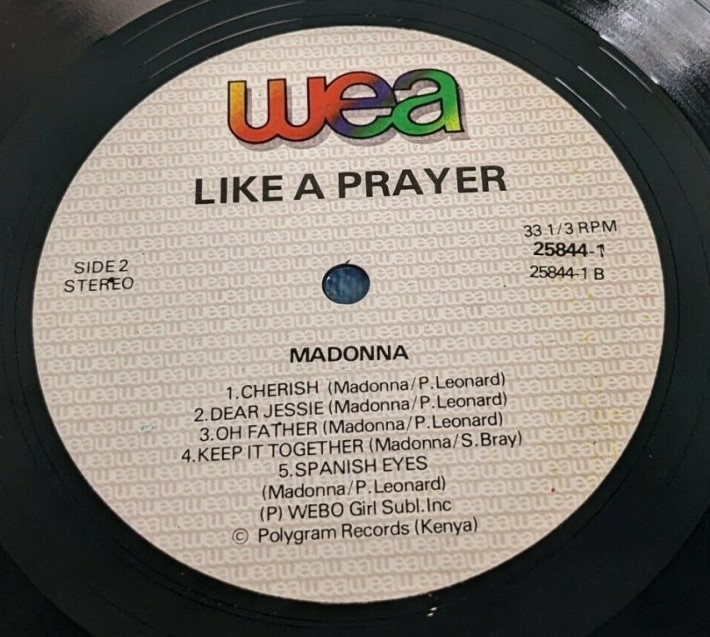 wea
LIKE A PRAYER
SIDE 2
STEREO
33 1/3 RPM
25844-1
25844-1 B
MADONNA
1.CHERISH (Madonna/P.Leonard)
2.DEAR JESSIE (Madonna/P.Leonard)
3.OH FATHER (Madonna/P.Leonard)
4.KEEP IT TOGETHER (Madonna/S.Bray)
5.SPANISH EYES
(Madonna/P.Leonard)
(P) WEBO Girl Subl.Inc
© Polygram Records (Kenya)